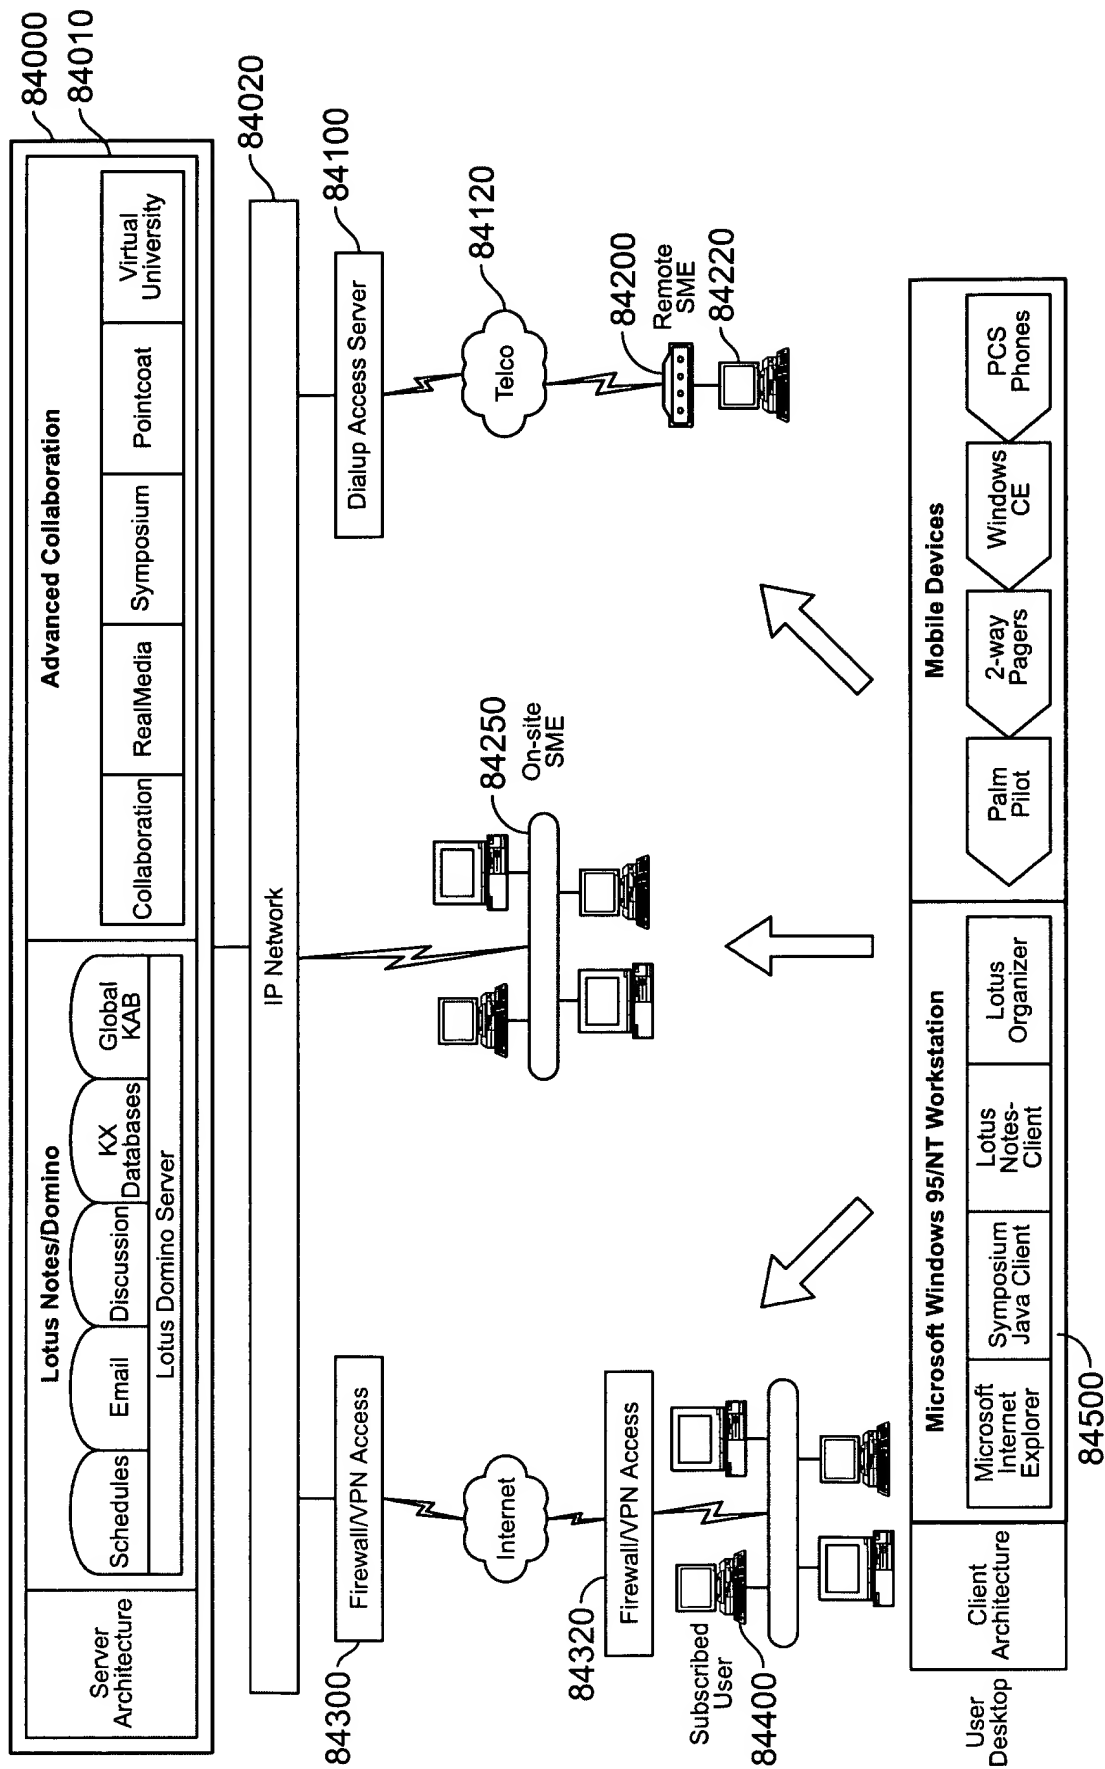 84000
84010
Server
Architecture
Lotus Notes/Domino
Schedules
Email
Discussion
KX
Databases
Global
KAB
Lotus Domino Server
Advanced Collaboration
Collaboration
RealMedia
Symposium
Pointcoat
Virtual
University
84020
IP Network
84300
Firewall/VPN Access
Internet
84320
Firewall/VPN Access
Subscribed
User
84400
84250
On-site
SME
84100
Dialup Access Server
84120
Telco
84200
Remote
SME
84220
User
Desktop
Client
Architecture
Microsoft Windows 95/NT Workstation
Microsoft
Internet
Explorer
Symposium
Java Client
Lotus
Notes-
Client
Lotus
Organizer
84500
Mobile Devices
Palm
Pilot
2-way
Pagers
Windows
CE
PCS
Phones